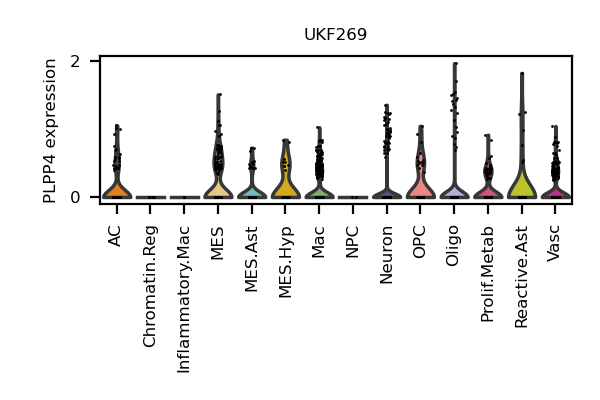 UKF269
PLPP4 expression
2
0
AC
Chromatin.Reg
Inflammatory.Mac
MES
MES.Ast
MES.Hyp
Mac
NPC
Neuron
OPC
Oligo
Prolif.Metab
Reactive.Ast
Vasc